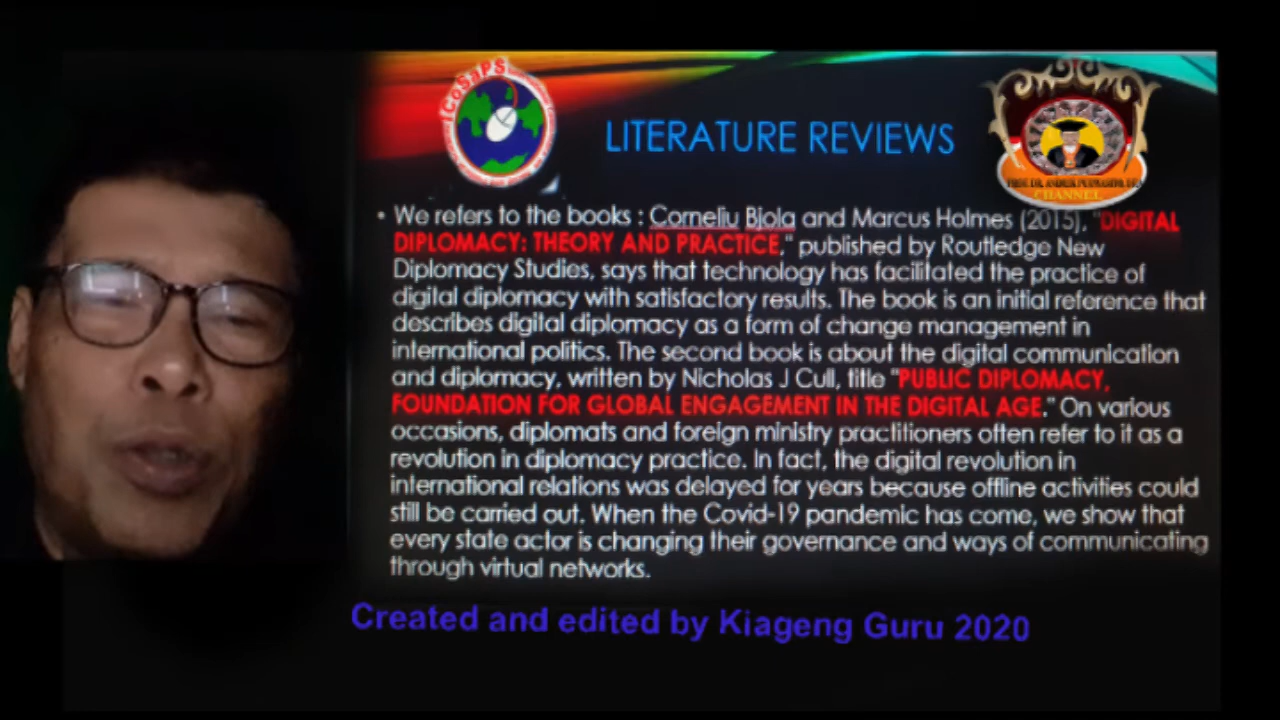 ICoSaPS
LITERATURE REVIEWS
PROF. DR. ANDRIK PURWASITO, DEA
CHANNEL
• We refers to the books : Corneliu Bjola and Marcus Holmes (2015), "DIGITAL
DIPLOMACY: THEORY AND PRACTICE," published by Routledge New
Diplomacy Studies, says that technology has facilitated the practice of
digital diplomacy with satisfactory results. The book is an initial reference that
describes digital diplomacy as a form of change management in
international politics. The second book is about the digital communication
and diplomacy, written by Nicholas J Cull, title "PUBLIC DIPLOMACY,
FOUNDATION FOR GLOBAL ENGAGEMENT IN THE DIGITAL AGE." On various
occasions, diplomats and foreign ministry practitioners often refer to it as a
revolution in diplomacy practice. In fact, the digital revolution in
international relations was delayed for years because offline activities could
still be carried out. When the Covid-19 pandemic has come, we show that
every state actor is changing their governance and ways of communicating
through virtual networks.
Created and edited by Kiageng Guru 2020